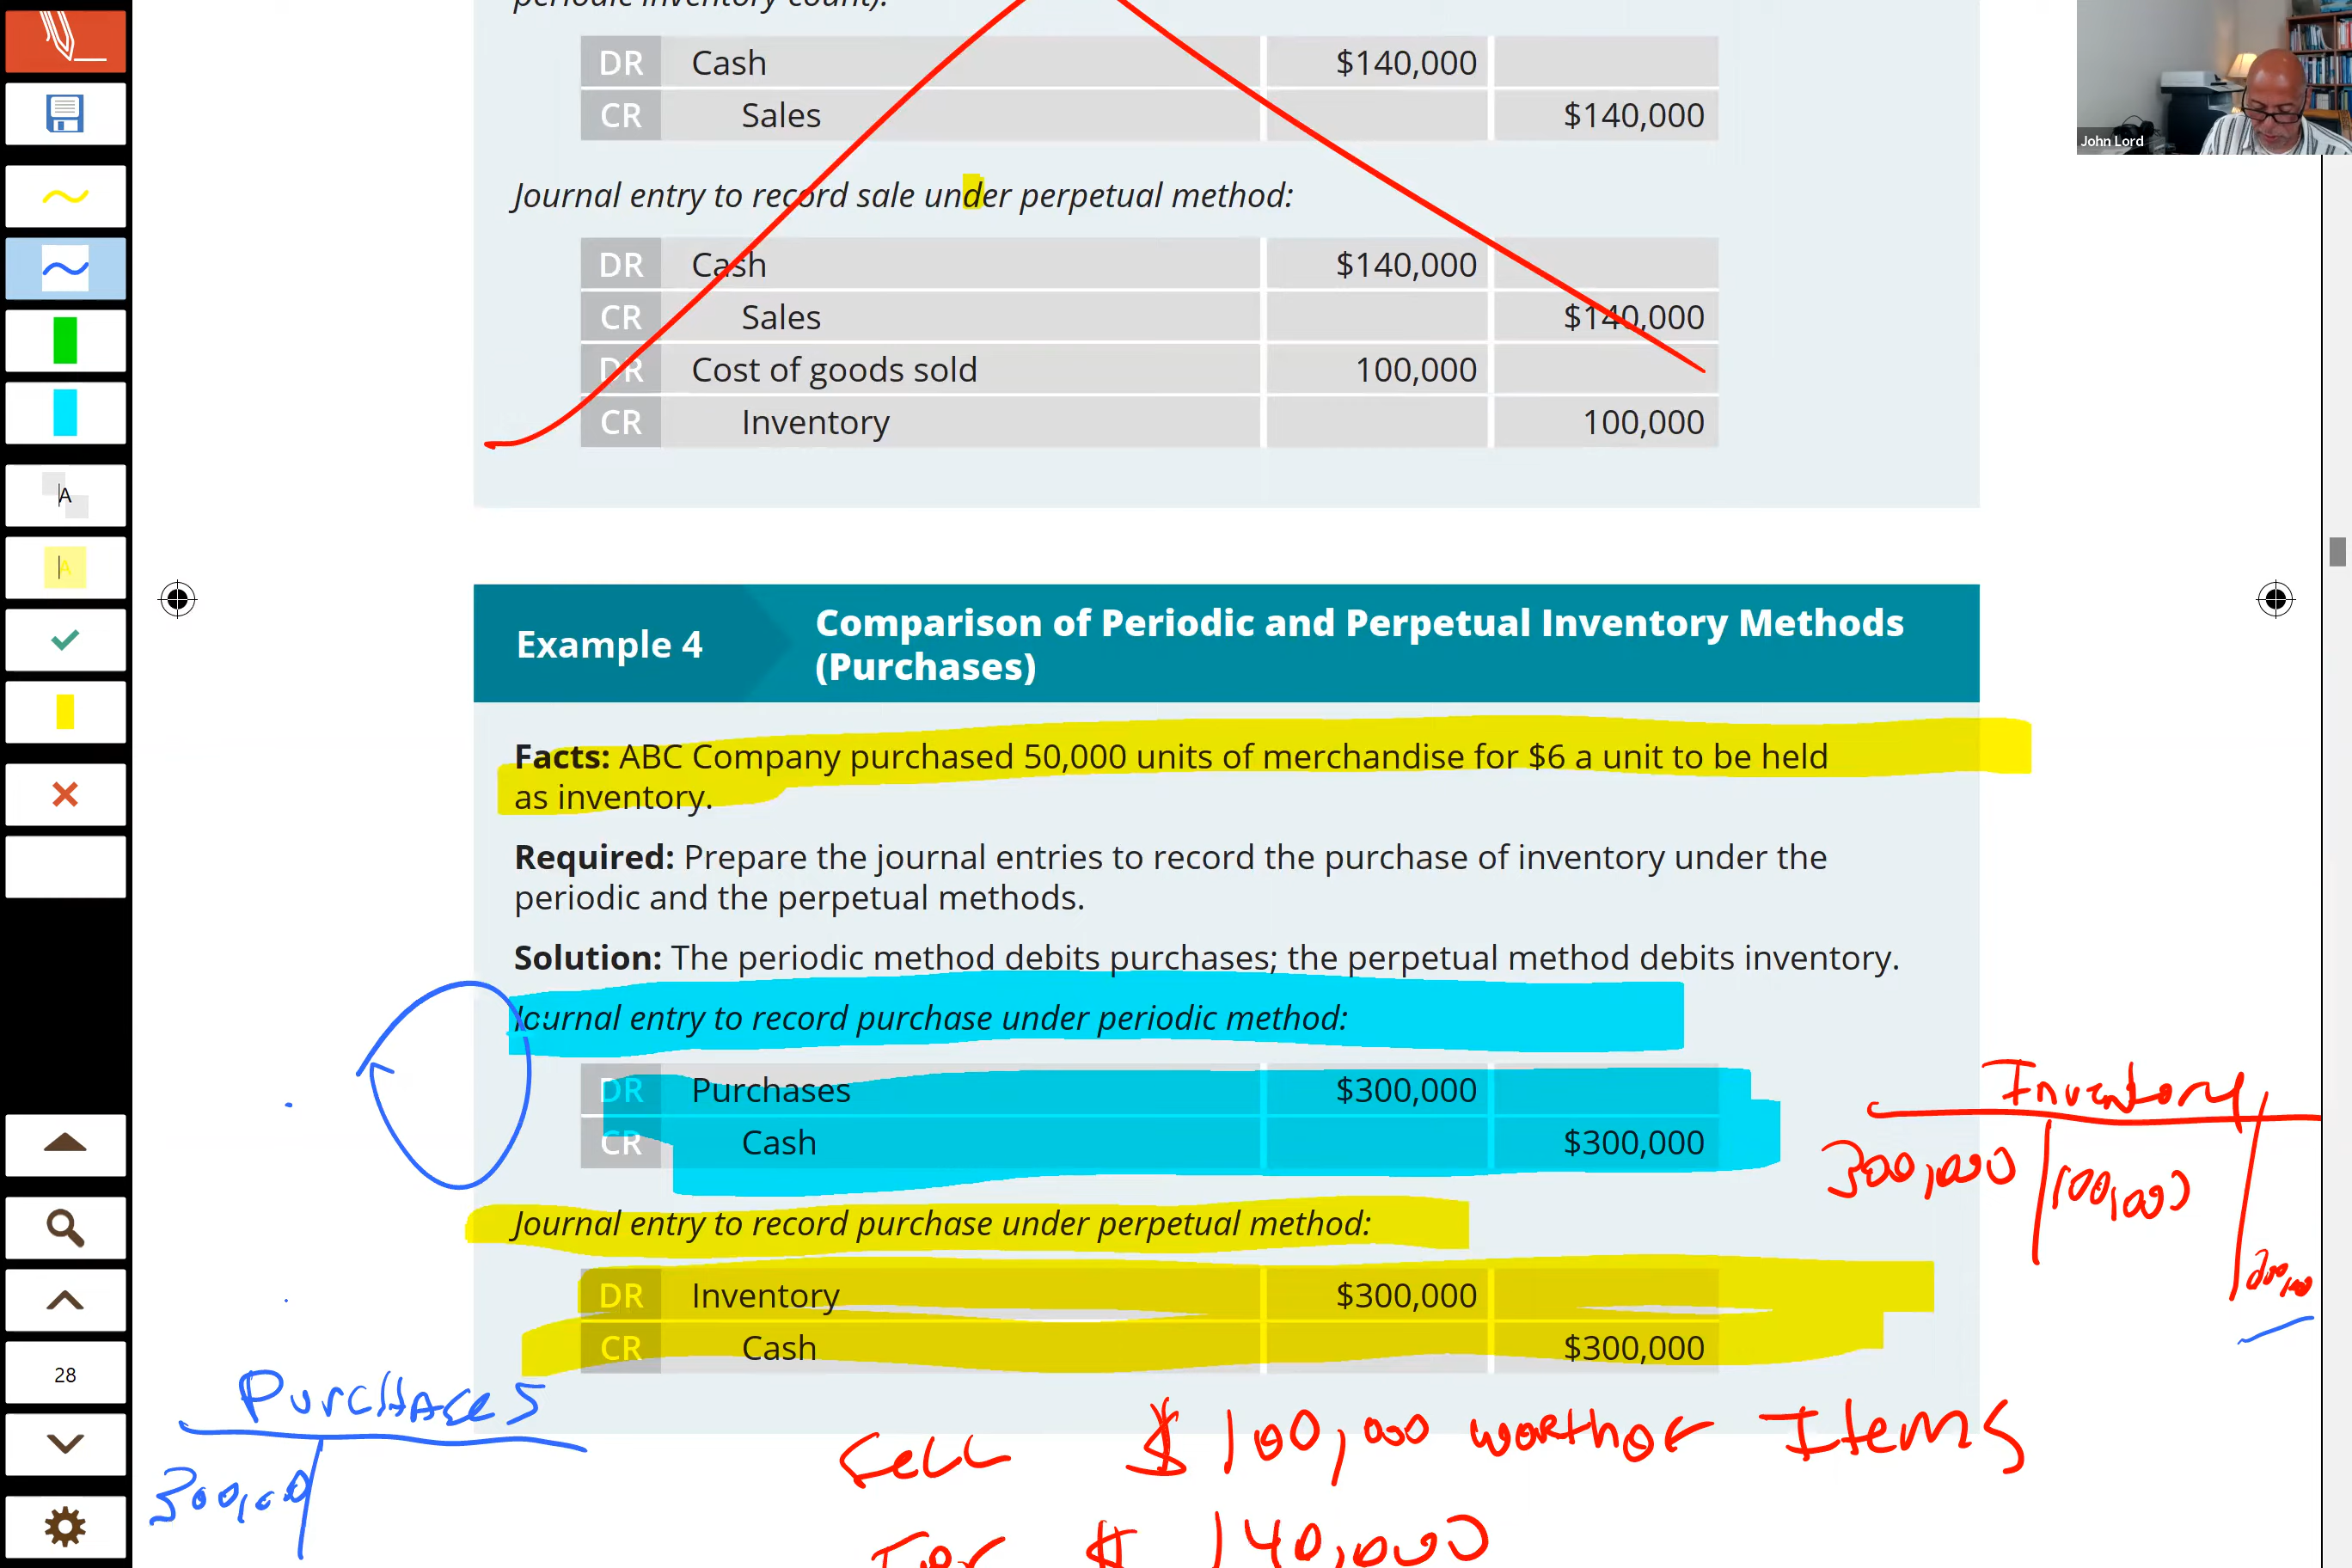 periodic inventory count):
DR Cash $140,000
CR Sales $140,000
John Lord
Journal entry to record sale under perpetual method:
DR Cash $140,000
CR Sales $140,000
DR Cost of goods sold 100,000
CR Inventory 100,000
A
A
Example 4
Comparison of Periodic and Perpetual Inventory Methods
(Purchases)
Facts: ABC Company purchased 50,000 units of merchandise for $6 a unit to be held
as inventory.
Required: Prepare the journal entries to record the purchase of inventory under the
periodic and the perpetual methods.
Solution: The periodic method debits purchases; the perpetual method debits inventory.
Journal entry to record purchase under periodic method:
DR Purchases $300,000
CR Cash $300,000
Inventory
300,000 100,000
200,000
Journal entry to record purchase under perpetual method:
DR Inventory $300,000
CR Cash $300,000
28
Purchases
300,000
Sell $100,000 worth of Items
For $140,000